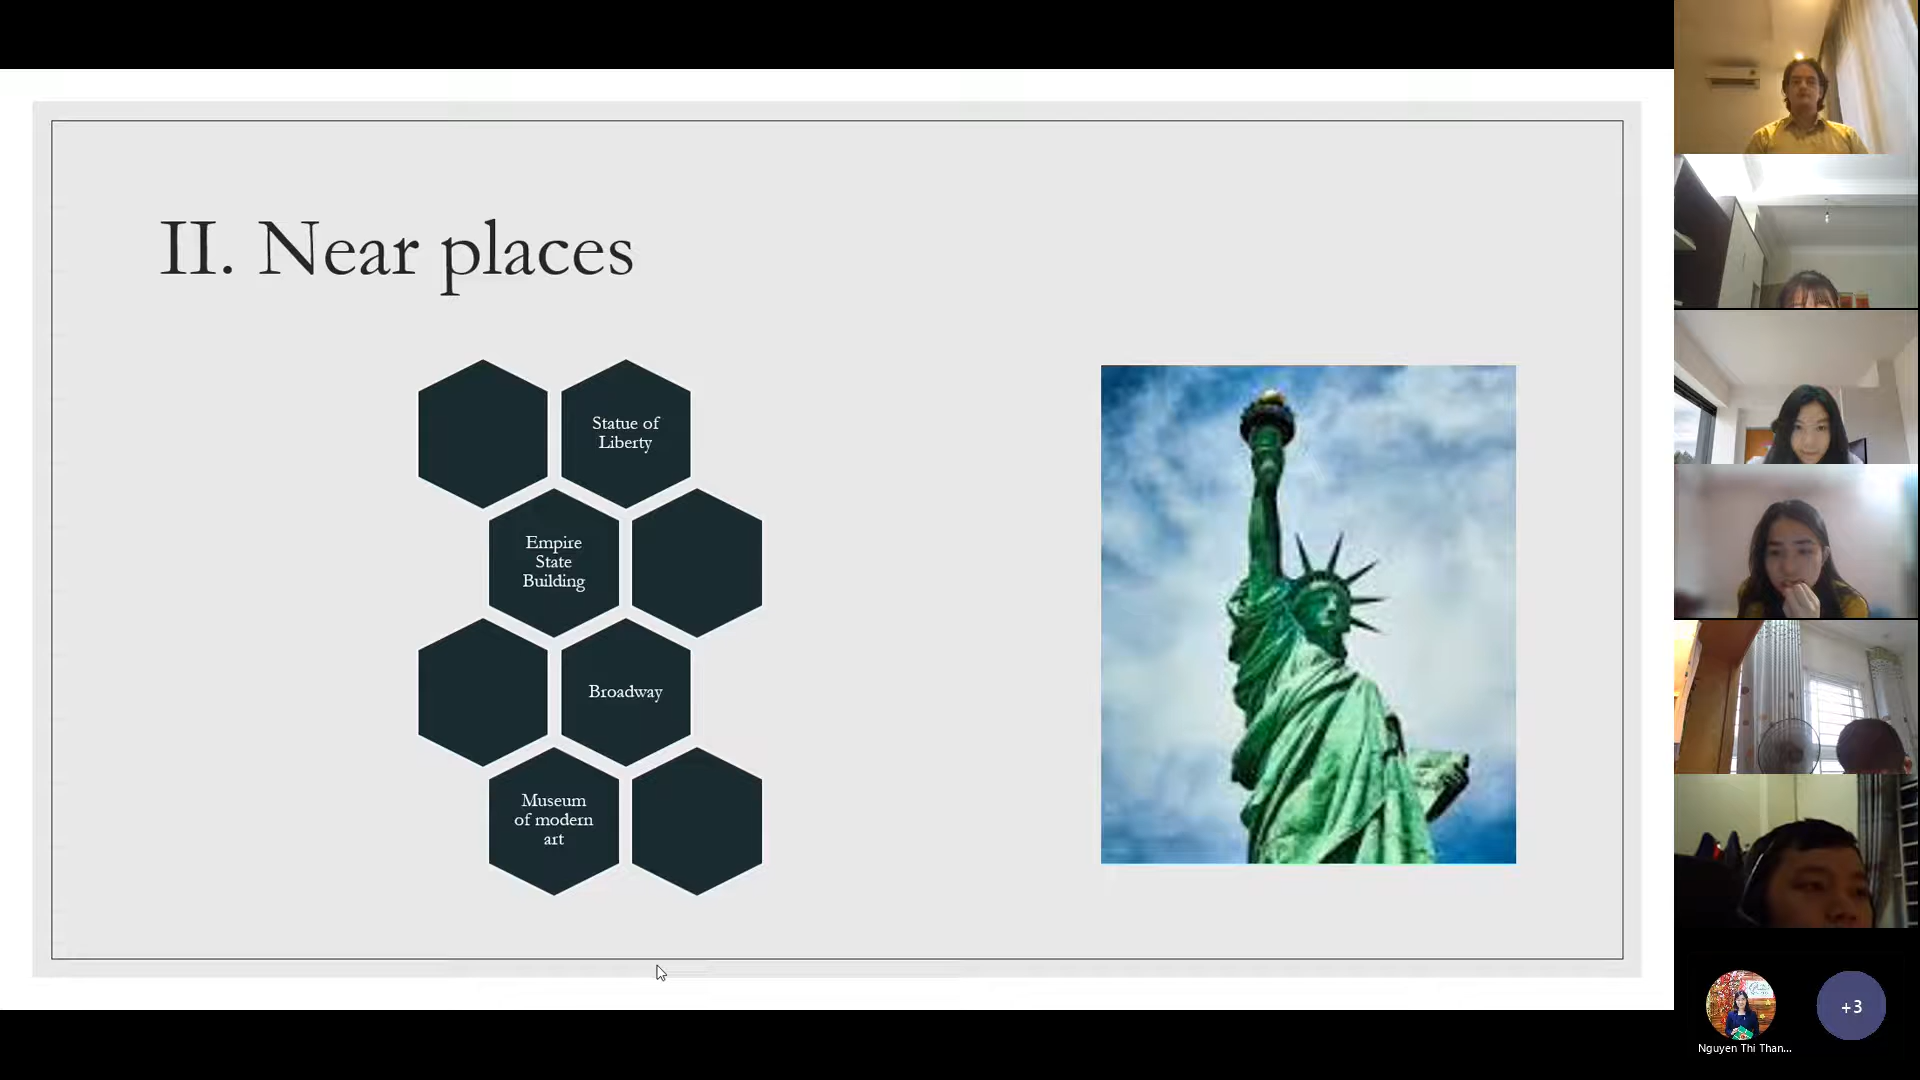 II. Near places
Statue of
Liberty
Empire
State
Building
Broadway
Museum
of modern
art
+3
Nguyen Thi Than...